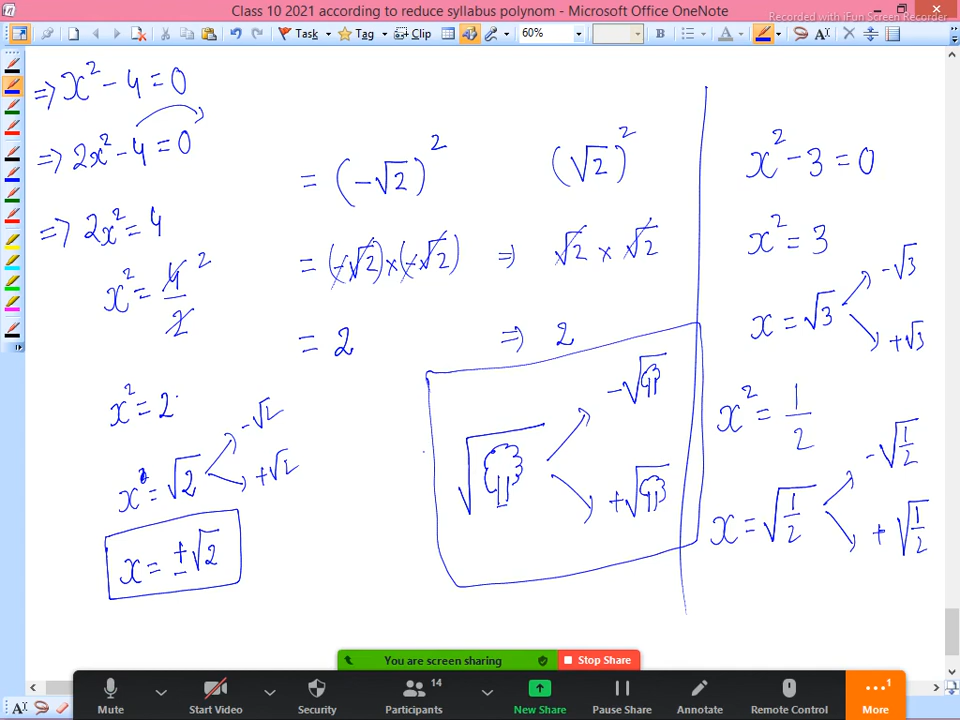 Class 10 2021 according to reduce syllabus polynom - Microsoft Office OneNote
Recorded with iFun Screen Recorder
Task Tag Clip 60% B A
⇒ x² - 4 = 0
⇒ 2x² - 4 = 0
⇒ 2x² = 4
x² = 4/2 2
x² = 2
x = √2 -√2 +√2
x = ±√2
= (-√2)² (√2)²
= (-√2) × (-√2) ⇒ √2 × √2
= 2 ⇒ 2
√ -√ +√
x² - 3 = 0
x² = 3
x = √3 -√3 +√3
x² = 1/2
x = √1/2 -√1/2 +√1/2
You are screen sharing Stop Share
14 1
Mute Start Video Security Participants New Share Pause Share Annotate Remote Control More